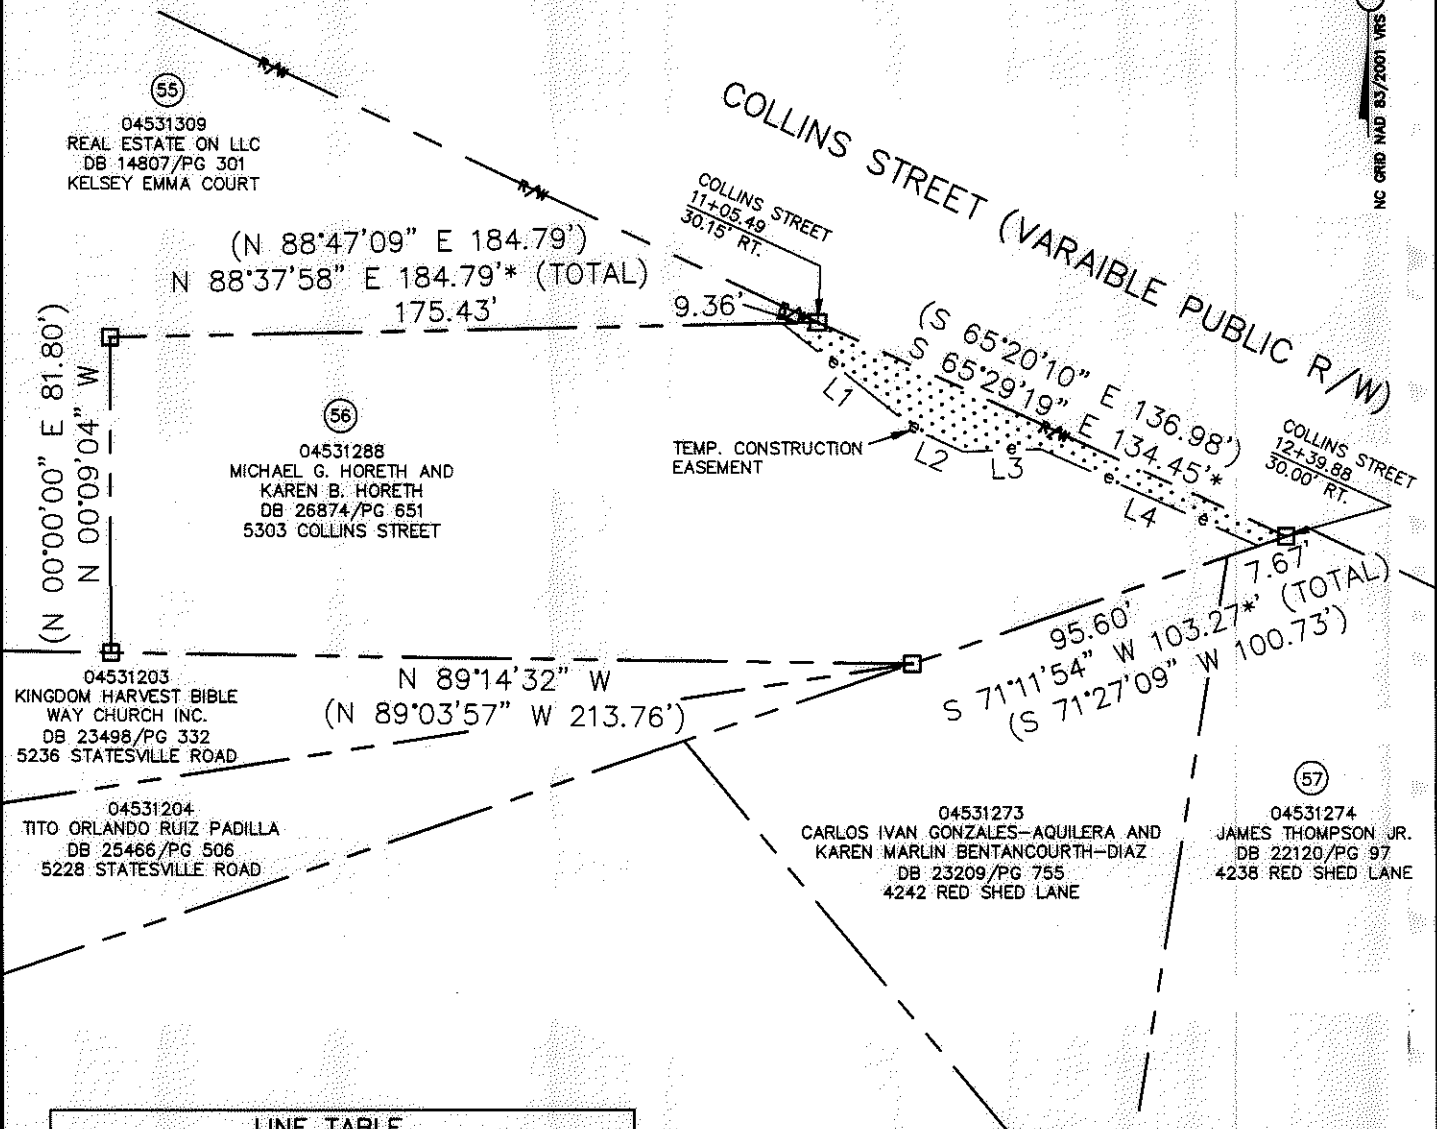 NC GRID NAD 83/2001 VRS
55
04531309
REAL ESTATE ON LLC
DB 14807/PG 301
KELSEY EMMA COURT
R/W
R/W
COLLINS STREET (VARAIBLE PUBLIC R/W)
COLLINS STREET
11+05.49
30.15' RT.
(N 88°47'09" E 184.79')
N 88°37'58" E 184.79'* (TOTAL)
175.43'
9.36'
R/W
(S 65°20'10" E 136.98')
S 65°29'19" E 134.45'*
R/W
(N 00°00'00" E 81.80')
N 00°09'04" W
56
04531288
MICHAEL G. HORETH AND
KAREN B. HORETH
DB 26874/PG 651
5303 COLLINS STREET
TEMP. CONSTRUCTION
EASEMENT
e
L1
e
L2
e
L3
e
L4
e
COLLINS STREET
12+39.88
30.00' RT.
7.67'
95.60'
S 71°11'54" W 103.27*' (TOTAL)
(S 71°27'09" W 100.73')
N 89°14'32" W
(N 89°03'57" W 213.76')
04531203
KINGDOM HARVEST BIBLE
WAY CHURCH INC.
DB 23498/PG 332
5236 STATESVILLE ROAD
04531204
TITO ORLANDO RUIZ PADILLA
DB 25466/PG 506
5228 STATESVILLE ROAD
04531273
CARLOS IVAN GONZALES-AQUILERA AND
KAREN MARLIN BENTANCOURTH-DIAZ
DB 23209/PG 755
4242 RED SHED LANE
57
04531274
JAMES THOMPSON JR.
DB 22120/PG 97
4238 RED SHED LANE
LINE TABLE